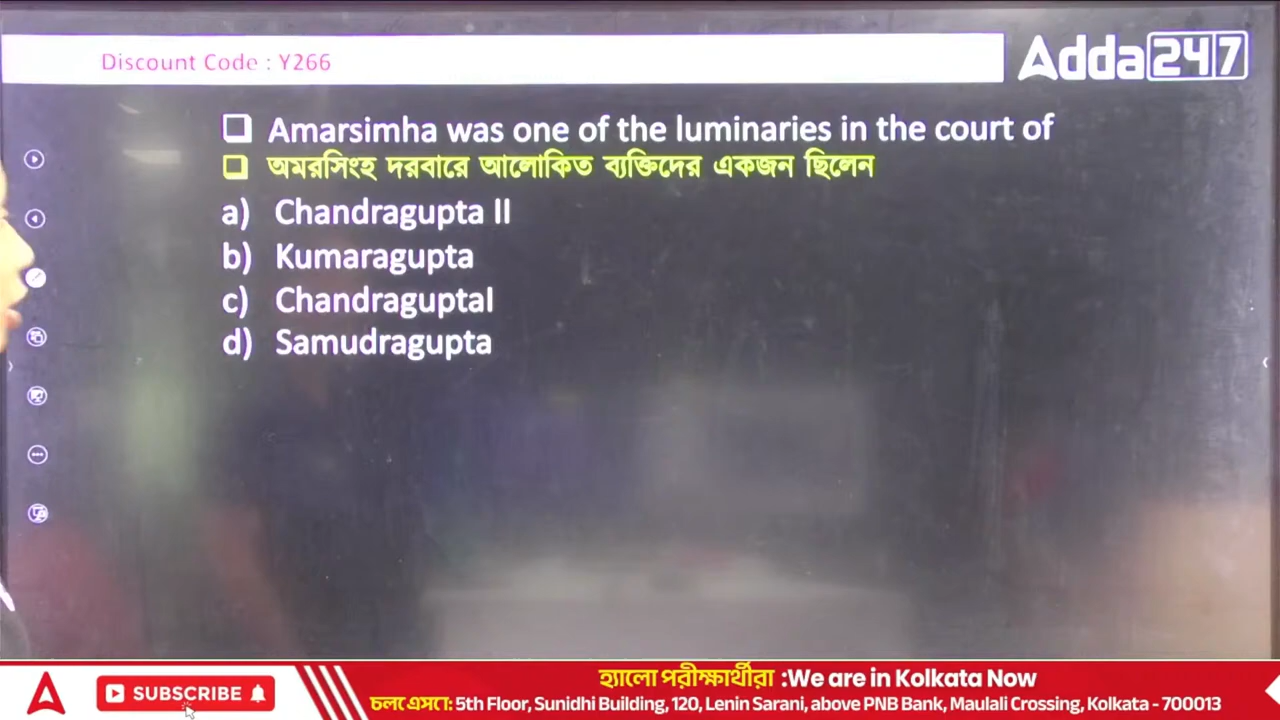 Discount Code : Y266
Adda247
Amarsimha was one of the luminaries in the court of
অমরসিংহ দরবারে আলোকিত ব্যক্তিদের একজন ছিলেন
a) Chandragupta II
b) Kumaragupta
c) ChandraguptaI
d) Samudragupta
SUBSCRIBE
হ্যালো পরীক্ষার্থীরা :We are in Kolkata Now
চলে এসো: 5th Floor, Sunidhi Building, 120, Lenin Sarani, above PNB Bank, Maulali Crossing, Kolkata - 700013